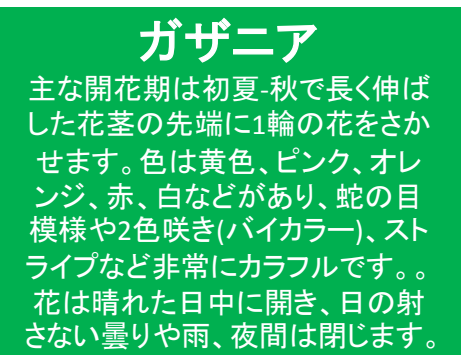 ガザニア
主な開花期は初夏-秋で長く伸ば
した花茎の先端に1輪の花をさか
せます。色は黄色、ピンク、オレ
ンジ、赤、白などがあり、蛇の目
模様や2色咲き(バイカラー)、スト
ライプなど非常にカラフルです。。
花は晴れた日中に開き、日の射
さない曇りや雨、夜間は閉じます。